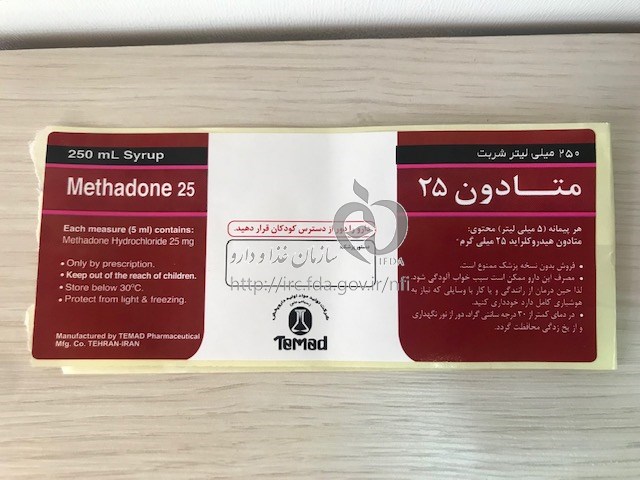 250 mL Syrup
Methadone 25
Each measure (5 ml) contains:
Methadone Hydrochloride 25 mg
• Only by prescription.
• Keep out of the reach of children.
• Store below 30°C.
• Protect from light & freezing.
Manufactured by TEMAD Pharmaceutical
Mfg. Co. TEHRAN-IRAN
دارو را دور از دسترس کودکان قرار دهید.
سازمان غذا و دارو
IFDA
http://irc.fda.gov.ir/nfi
شرکت تولید مواد اولیه داروپخش
Temad
۲۵۰ میلی لیتر شربت
متادون ۲۵
هر پیمانه (۵ میلی لیتر) محتوی:
متادون هیدروکلراید ۲۵ میلی گرم
• فروش بدون نسخه پزشک ممنوع است.
• مصرف این دارو ممکن است سبب خواب آلودگی شود.
لذا حین درمان از رانندگی و یا کار با وسایلی که نیاز به
هوشیاری کامل دارد خودداری کنید.
• در دمای کمتر از ۳۰ درجه سانتی گراد، دور از نور نگهداری
و از یخ زدگی محافظت گردد.